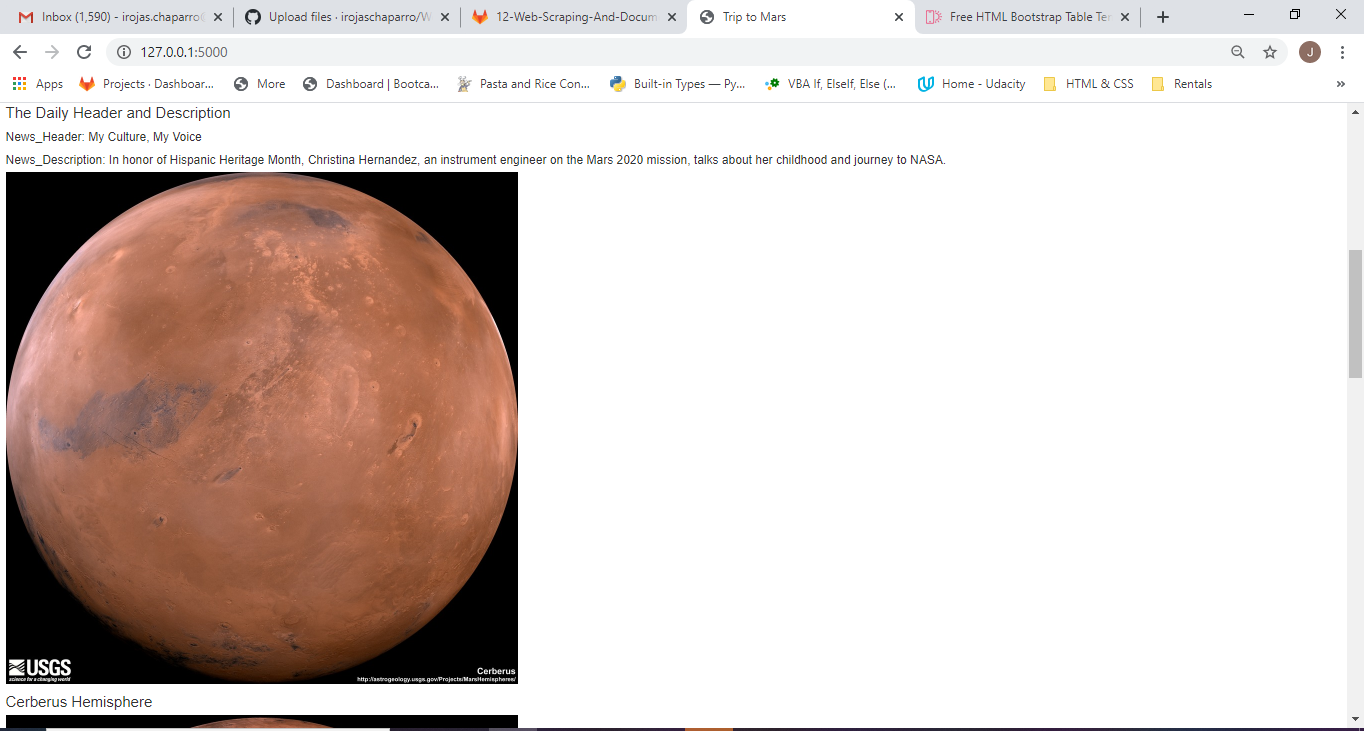 Inbox (1,590) - irojas.chaparro
Upload files · irojaschaparro/W
12-Web-Scraping-And-Docum
Trip to Mars
Free HTML Bootstrap Table Ter
127.0.0.1:5000
J
Apps
Projects · Dashboar...
More
Dashboard | Bootca...
Pasta and Rice Con...
Built-in Types — Py...
VBA If, ElseIf, Else (...
Home - Udacity
HTML & CSS
Rentals
»
The Daily Header and Description
News_Header: My Culture, My Voice
News_Description: In honor of Hispanic Heritage Month, Christina Hernandez, an instrument engineer on the Mars 2020 mission, talks about her childhood and journey to NASA.
USGS
science for a changing world
Cerberus
http://astrogeology.usgs.gov/Projects/MarsHemispheres/
Cerberus Hemisphere